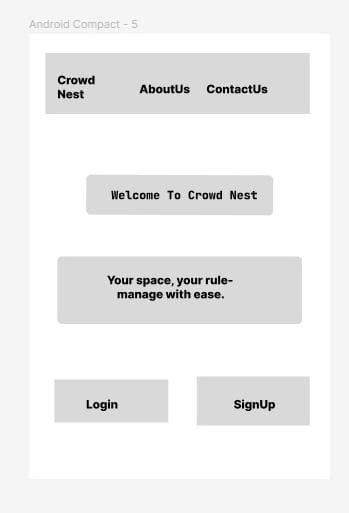 Android Compact - 5
Crowd
Nest
AboutUs
ContactUs
Welcome To Crowd Nest
Your space, your rule-
manage with ease.
Login
SignUp